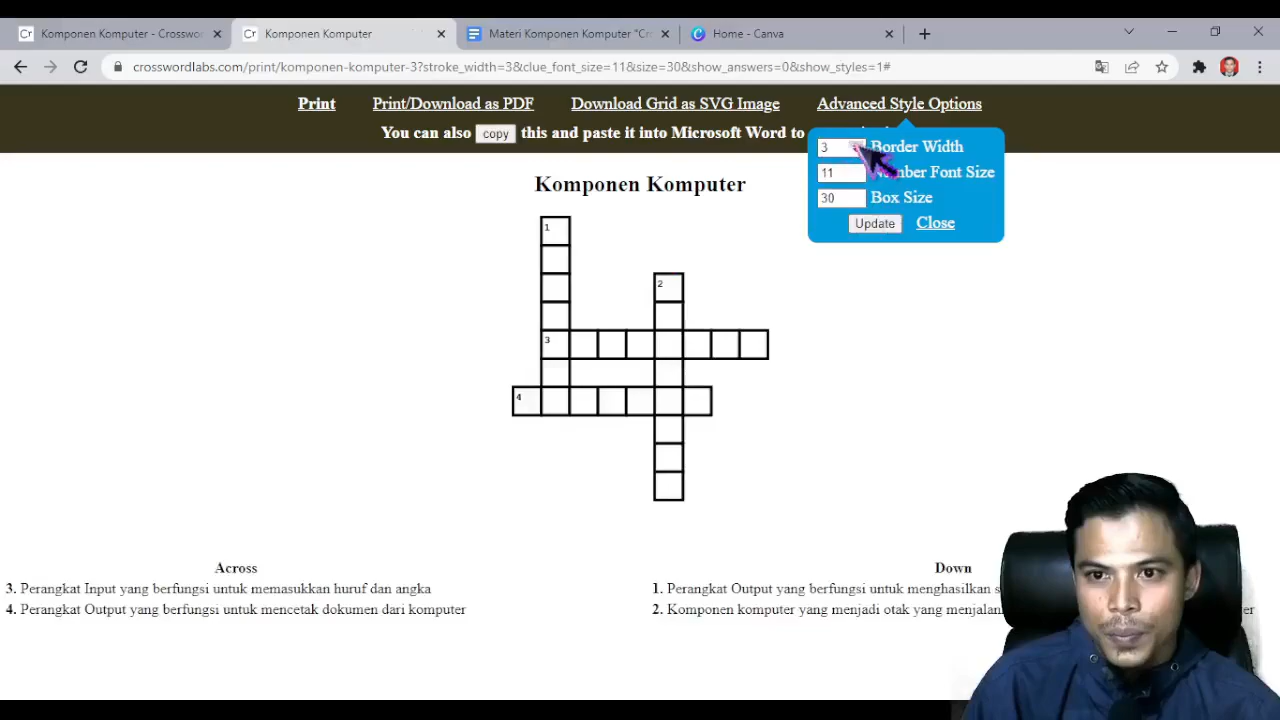 Komponen Komputer - Crosswo
Komponen Komputer
Materi Komponen Komputer "Cr
Home - Canva
crosswordlabs.com/print/komponen-komputer-3?stroke_width=3&clue_font_size=11&size=30&show_answers=0&show_styles=1#
Print
Print/Download as PDF
Download Grid as SVG Image
Advanced Style Options
You can also copy this and paste it into Microsoft Word to
3 Border Width
11 Number Font Size
30 Box Size
Update Close
Komponen Komputer
1
2
3
4
Across
3. Perangkat Input yang berfungsi untuk memasukkan huruf dan angka
4. Perangkat Output yang berfungsi untuk mencetak dokumen dari komputer
Down
1. Perangkat Output yang berfungsi untuk menghasilkan s
2. Komponen komputer yang menjadi otak yang menjalan